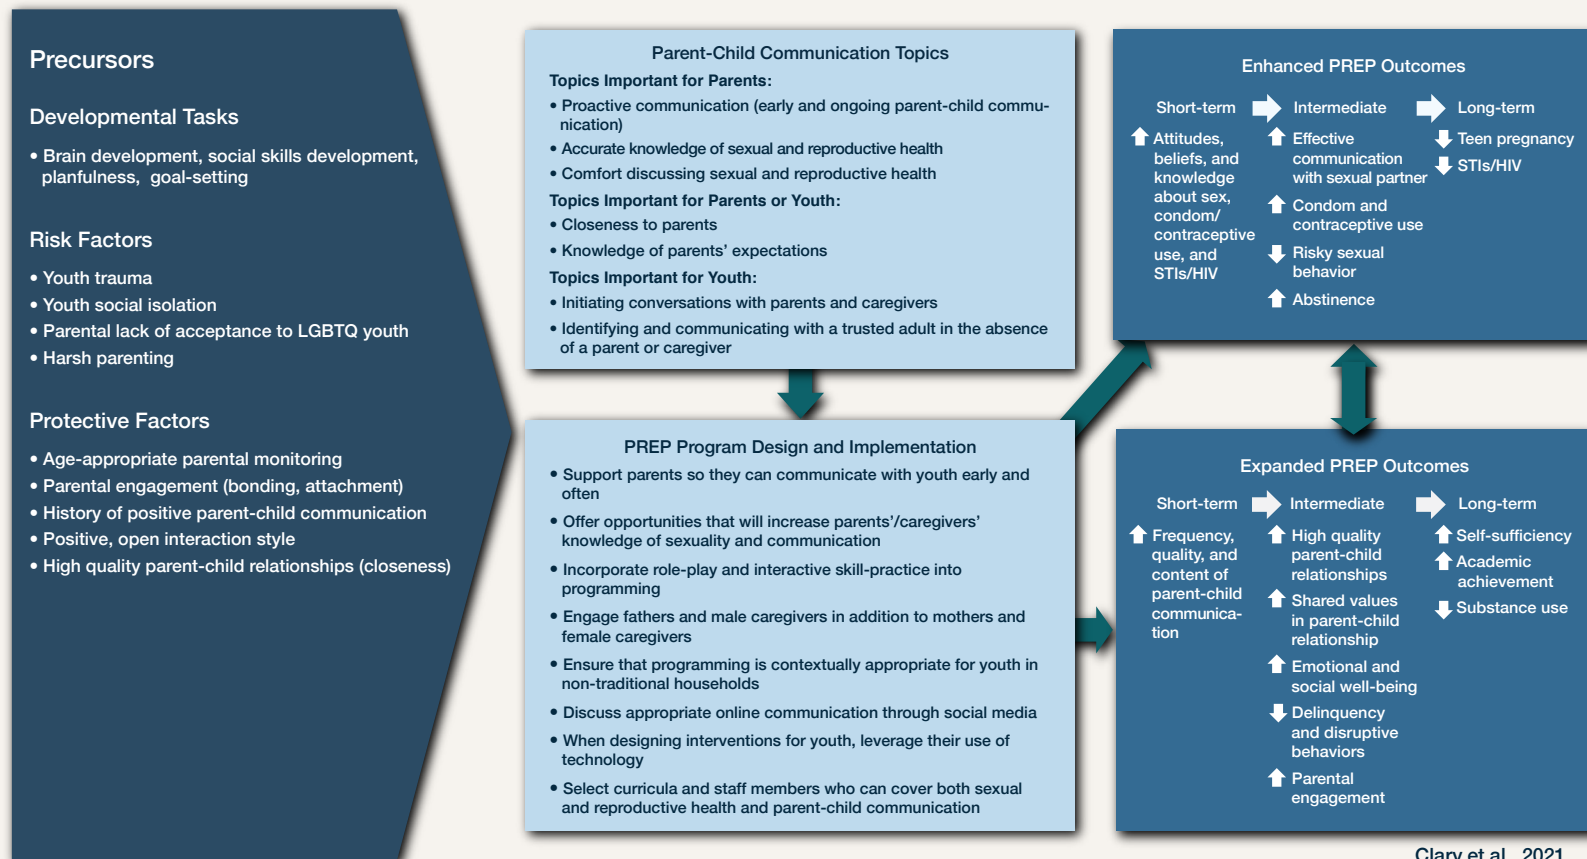 Precursors
Developmental Tasks
• Brain development, social skills development,
planfulness, goal-setting
Risk Factors
• Youth trauma
• Youth social isolation
• Parental lack of acceptance to LGBTQ youth
• Harsh parenting
Protective Factors
• Age-appropriate parental monitoring
• Parental engagement (bonding, attachment)
• History of positive parent-child communication
• Positive, open interaction style
• High quality parent-child relationships (closeness)
Parent-Child Communication Topics
Topics Important for Parents:
• Proactive communication (early and ongoing parent-child commu-
nication)
• Accurate knowledge of sexual and reproductive health
• Comfort discussing sexual and reproductive health
Topics Important for Parents or Youth:
• Closeness to parents
• Knowledge of parents’ expectations
Topics Important for Youth:
• Initiating conversations with parents and caregivers
• Identifying and communicating with a trusted adult in the absence
of a parent or caregiver
PREP Program Design and Implementation
• Support parents so they can communicate with youth early and
often
• Offer opportunities that will increase parents’/caregivers’
knowledge of sexuality and communication
• Incorporate role-play and interactive skill-practice into
programming
• Engage fathers and male caregivers in addition to mothers and
female caregivers
• Ensure that programming is contextually appropriate for youth in
non-traditional households
• Discuss appropriate online communication through social media
• When designing interventions for youth, leverage their use of
technology
• Select curricula and staff members who can cover both sexual
and reproductive health and parent-child communication
Enhanced PREP Outcomes
Short-term
Attitudes,
beliefs, and
knowledge
about sex,
condom/
contraceptive
use, and
STIs/HIV
Intermediate
Effective
communication
with sexual partner
Condom and
contraceptive use
Risky sexual
behavior
Abstinence
Long-term
Teen pregnancy
STIs/HIV
Expanded PREP Outcomes
Short-term
Frequency,
quality, and
content of
parent-child
communica-
tion
Intermediate
High quality
parent-child
relationships
Shared values
in parent-child
relationship
Emotional and
social well-being
Delinquency
and disruptive
behaviors
Parental
engagement
Long-term
Self-sufficiency
Academic
achievement
Substance use
Clary et al., 2021